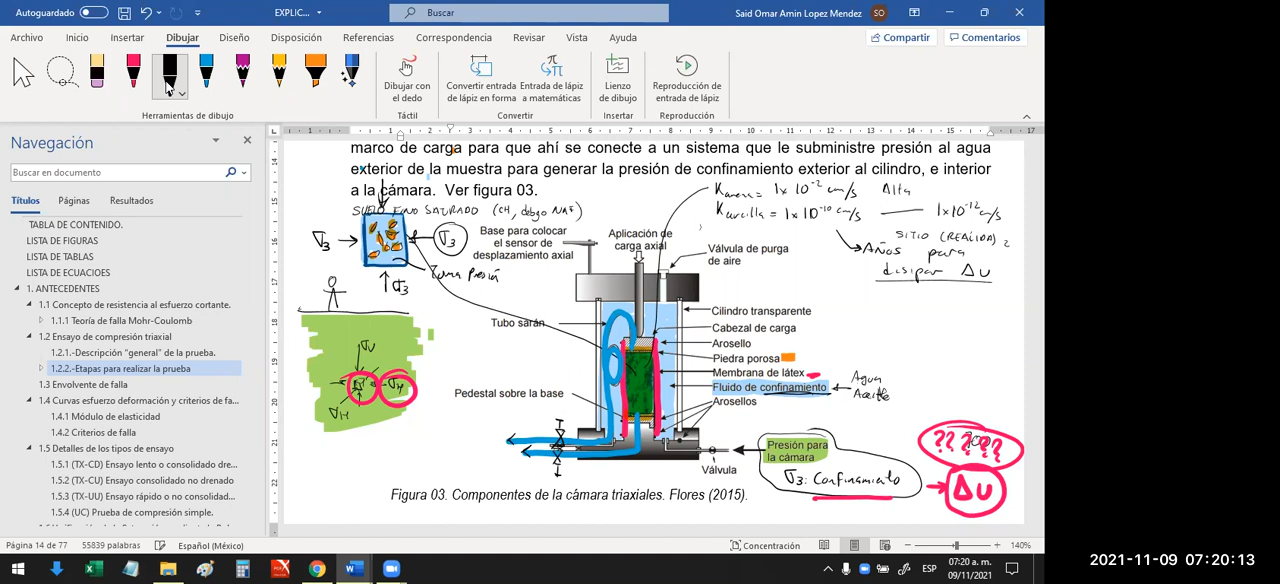 Autoguardado
EXPLIC...
Buscar
Said Omar Amin Lopez Mendez
SO
Archivo
Inicio
Insertar
Dibujar
Diseño
Disposición
Referencias
Correspondencia
Revisar
Vista
Ayuda
Compartir
Comentarios
Dibujar con
el dedo
Convertir entrada
de lápiz en forma
Entrada de lápiz
a matemáticas
Lienzo
de dibujo
Reproducción de
entrada de lápiz
Herramientas de dibujo
Táctil
Convertir
Insertar
Reproducción
Navegación
Buscar en documento
Títulos
Páginas
Resultados
TABLA DE CONTENIDO.
LISTA DE FIGURAS
LISTA DE TABLAS
LISTA DE ECUACIONES
1. ANTECEDENTES
1.1 Concepto de resistencia al esfuerzo cortante.
1.1.1 Teoría de falla Mohr-Coulomb
1.2 Ensayo de compresión triaxial
1.2.1.-Descripción "general" de la prueba.
1.2.2.-Etapas para realizar la prueba
1.3 Envolvente de falla
1.4 Curvas esfuerzo deformación y criterios de fa...
1.4.1 Módulo de elasticidad
1.4.2 Criterios de falla
1.5 Detalles de los tipos de ensayo
1.5.1 (TX-CD) Ensayo lento o consolidado dre...
1.5.2 (TX-CU) Ensayo consolidado no drenado
1.5.3 (TX-UU) Ensayo rápido o no consolidad...
1.5.4 (UC) Prueba de compresión simple.
marco de carga para que ahí se conecte a un sistema que le subministre presión al agua
exterior de la muestra para generar la presión de confinamiento exterior al cilindro, e interior
a la cámara. Ver figura 03.
SUELO FINO SATURADO (CH, debajo NAF)
σ3
σ3
σ3
Toma Presión
K arena = 1x10⁻² cm/s Alta
K arcilla = 1x10⁻¹⁰ cm/s — 1x10⁻¹² cm/s
SITIO (REALIDAD)
Años para
disipar Δu
Base para colocar
el sensor de
desplazamiento axial
Aplicación de
carga axial
Válvula de purga
de aire
Tubo sarán
Cilindro transparente
Cabezal de carga
Arosello
Piedra porosa
Membrana de látex
Fluido de confinamiento
Agua
Aceite
Pedestal sobre la base
Arosellos
Presión para
la cámara
σ3: Confinamiento
Válvula
σv
σH
σH
?? ? ??
Δu
Figura 03. Componentes de la cámara triaxiales. Flores (2015).
Página 14 de 77
55839 palabras
Español (México)
Concentración
140%
ESP
07:20 a. m.
09/11/2021
2021-11-09 07:20:13